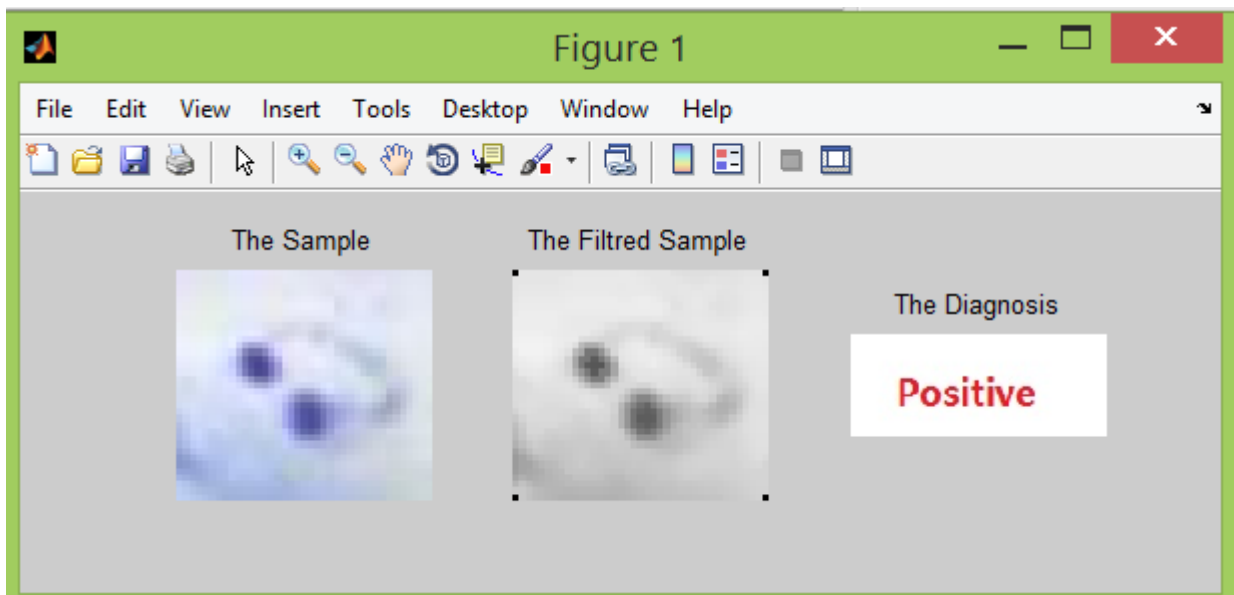 Figure 1
File Edit View Insert Tools Desktop Window Help
The Sample
The Filtred Sample
The Diagnosis
Positive